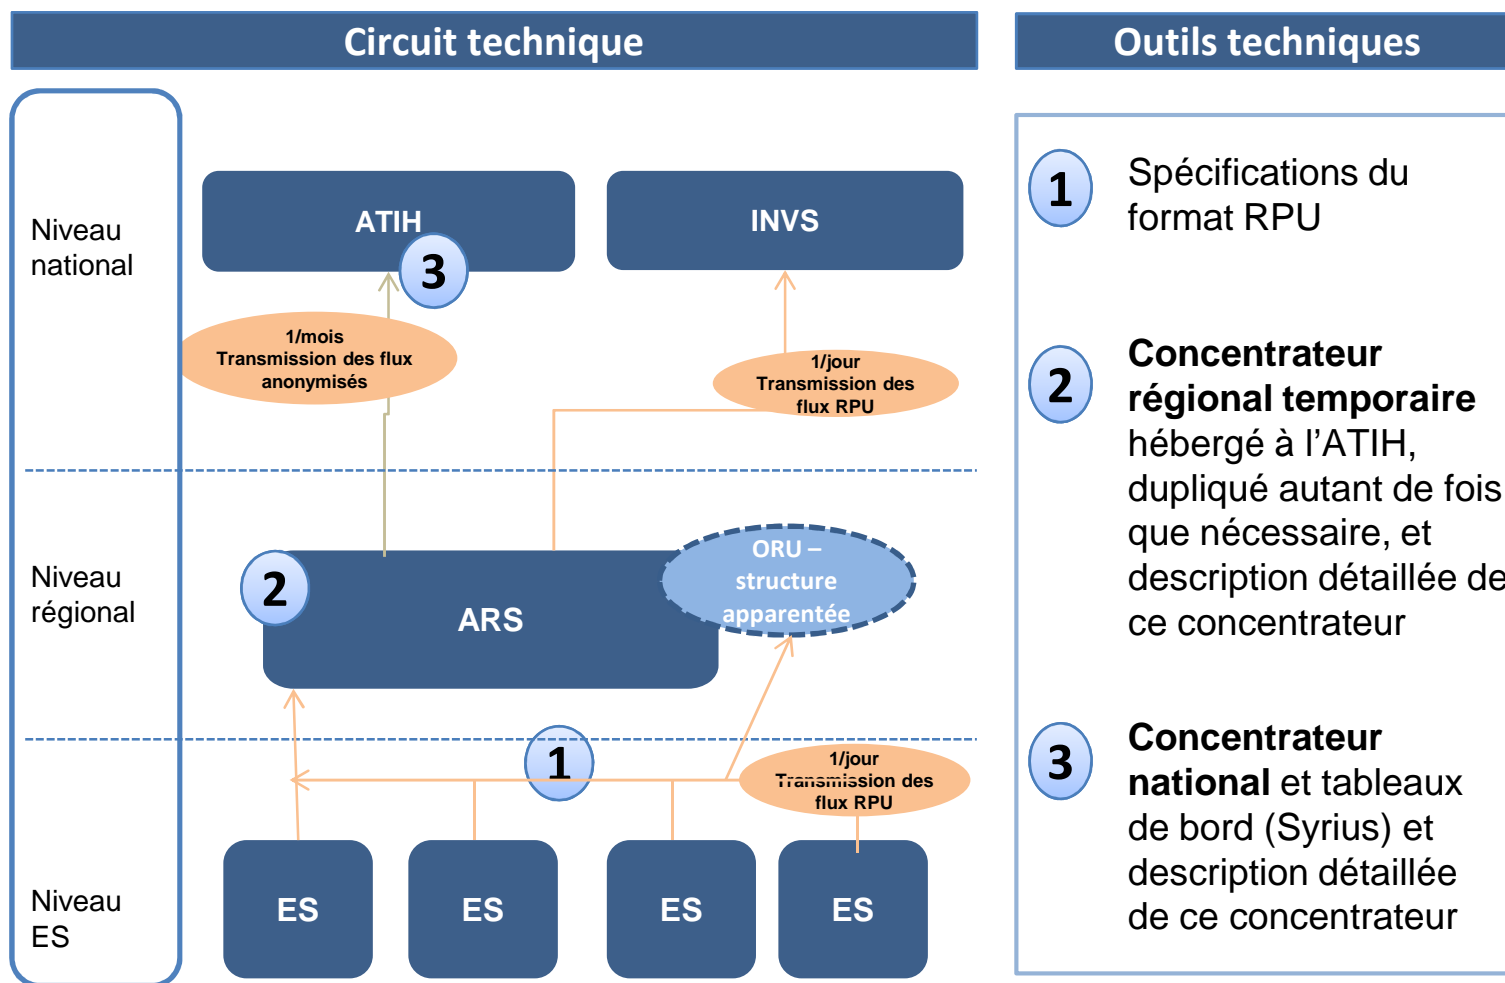 Circuit technique
Outils techniques
Niveau
national
ATIH
3
INVS
1/mois
Transmission des flux
anonymisés
1/jour
Transmission des
flux RPU
Niveau
régional
2
ARS
ORU –
structure
apparentée
1
1/jour
Transmission des
flux RPU
Niveau
ES
ES
ES
ES
ES
1
Spécifications du
format RPU
2
Concentrateur
régional temporaire
hébergé à l’ATIH,
dupliqué autant de fois
que nécessaire, et
description détaillée de
ce concentrateur
3
Concentrateur
national et tableaux
de bord (Syrius) et
description détaillée
de ce concentrateur